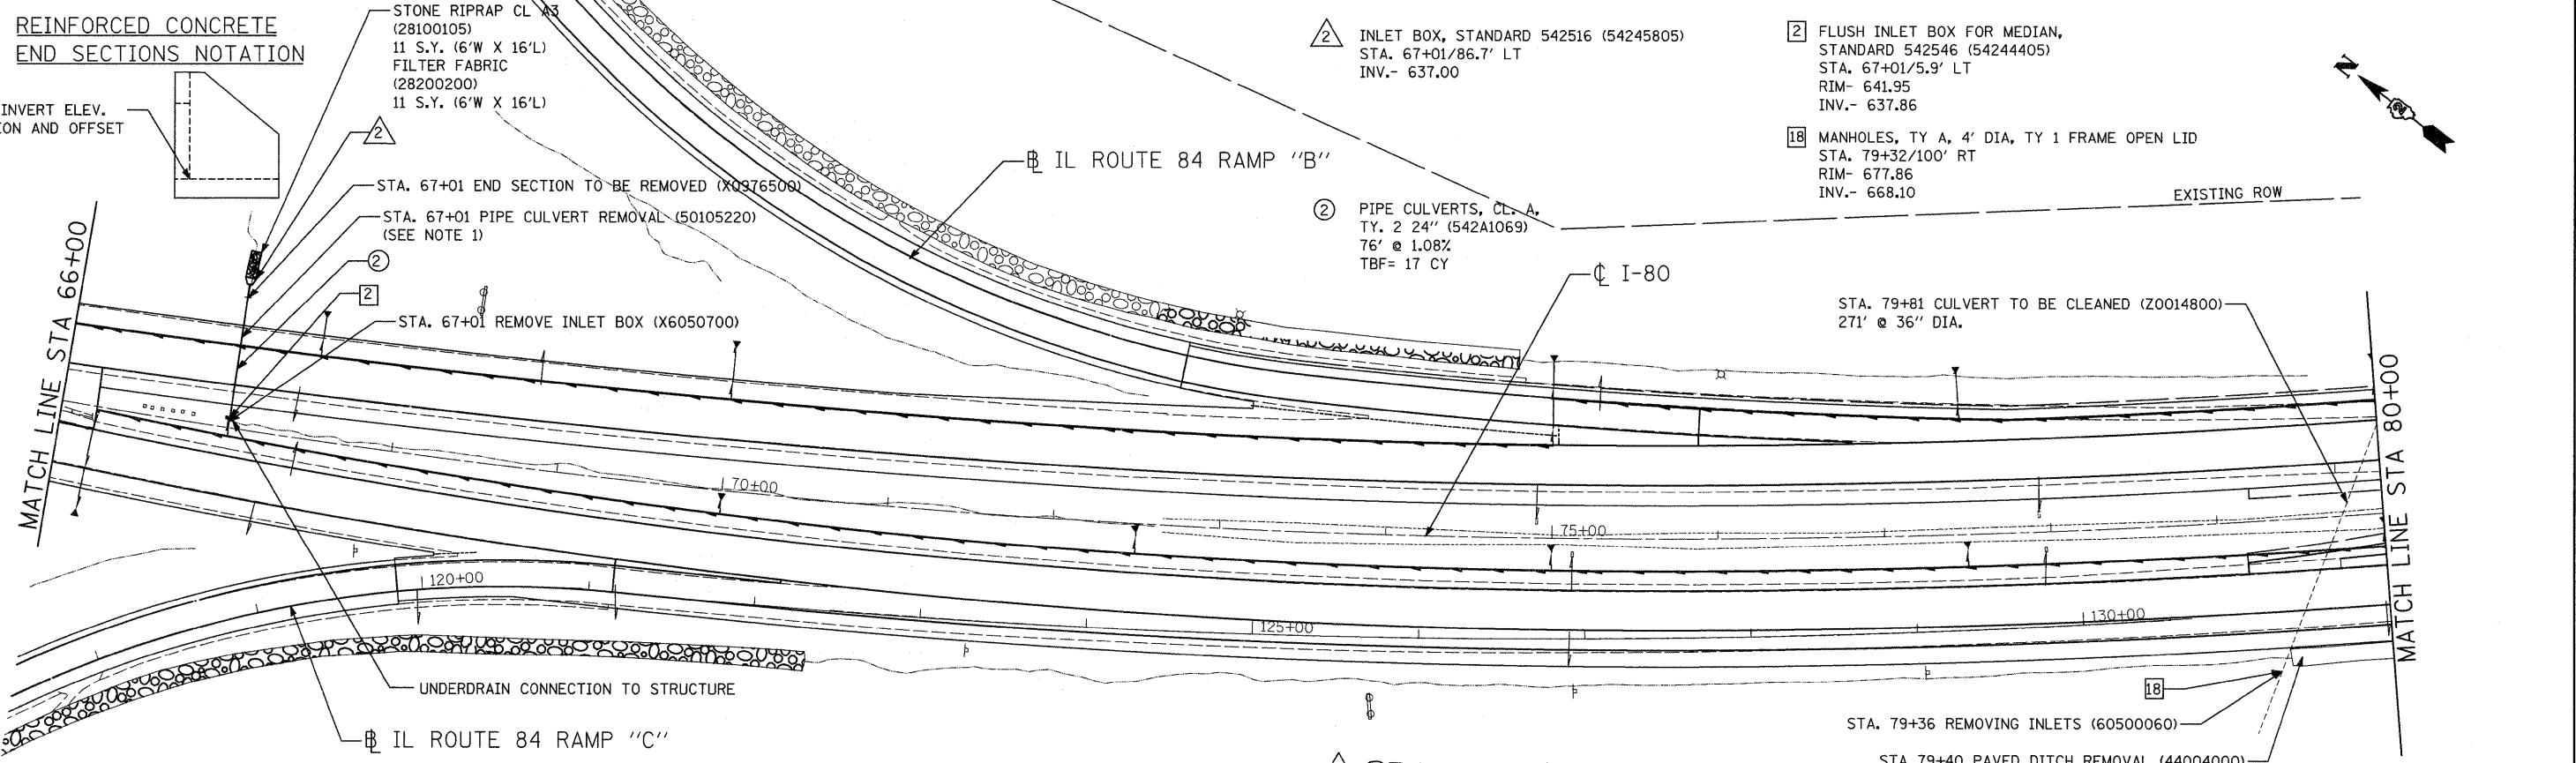 REINFORCED CONCRETE
END SECTIONS NOTATION
INVERT ELEV.
ION AND OFFSET
STONE RIPRAP CL A3
(28100105)
11 S.Y. (6'W X 16'L)
FILTER FABRIC
(28200200)
11 S.Y. (6'W X 16'L)
2
STA. 67+01 END SECTION TO BE REMOVED (X0976500)
STA. 67+01 PIPE CULVERT REMOVAL (50105220)
(SEE NOTE 1)
2
2
STA. 67+01 REMOVE INLET BOX (X6050700)
MATCH LINE STA 66+00
℄ IL ROUTE 84 RAMP "B"
2 INLET BOX, STANDARD 542516 (54245805)
STA. 67+01/86.7' LT
INV.- 637.00
2 PIPE CULVERTS, CL. A,
TY. 2 24" (542A1069)
76' @ 1.08%
TBF= 17 CY
℄ I-80
2 FLUSH INLET BOX FOR MEDIAN,
STANDARD 542546 (54244405)
STA. 67+01/5.9' LT
RIM- 641.95
INV.- 637.86
18 MANHOLES, TY A, 4' DIA, TY 1 FRAME OPEN LID
STA. 79+32/100' RT
RIM- 677.86
INV.- 668.10
EXISTING ROW
N
2
STA. 79+81 CULVERT TO BE CLEANED (Z0014800)
271' @ 36" DIA.
MATCH LINE STA 80+00
70+00
75+00
120+00
125+00
130+00
UNDERDRAIN CONNECTION TO STRUCTURE
℄ IL ROUTE 84 RAMP "C"
18
STA. 79+36 REMOVING INLETS (60500060)
STA 79+40 PAVED DITCH REMOVAL (44004000)